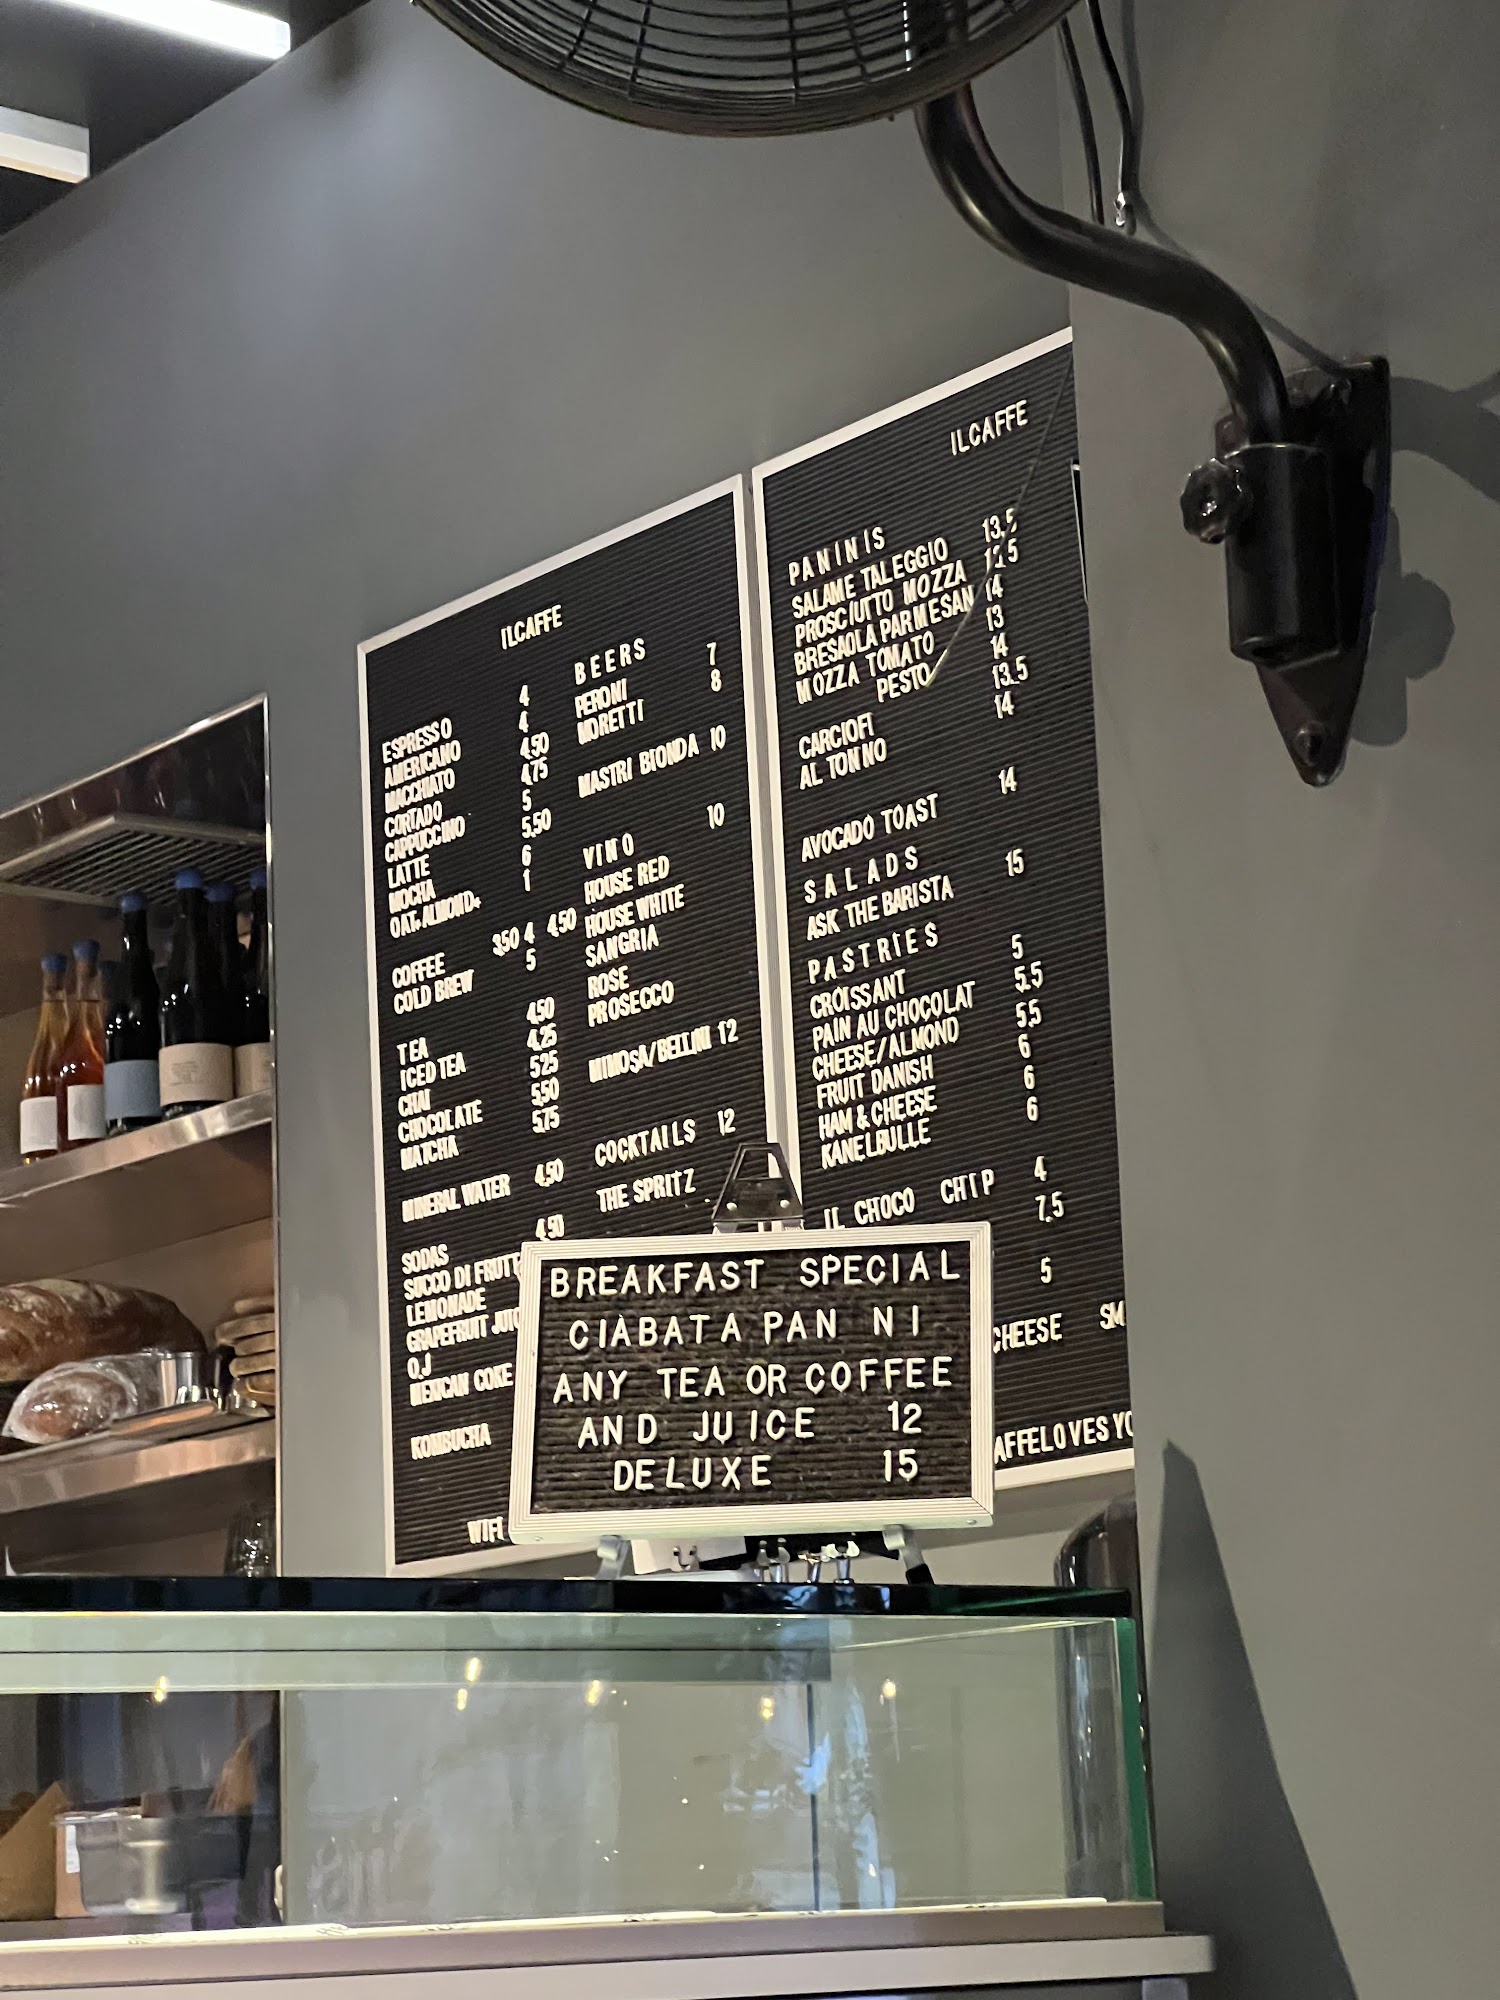 ILCAFFE
ESPRESSO 4
AMERICANO 4
MACCHIATO 4.50
CORTADO 4.75
CAPPUCCINO 5
LATTE 5.50
MOCHA 6
OAT+ALMOND+ 1
COFFEE 3.50 4 4.50
COLD BREW 5
TEA 4.50
ICED TEA 4.25
CHAI 5.25
CHOCOLATE 5.50
MATCHA 5.75
MINERAL WATER 4.50
SODAS 4.50
SUCCO DI FRUTT
LEMONADE
GRAPEFRUIT JUIC
O.J
MEXICAN COKE
KOMBUCHA
WIFI
BEERS
PERONI 7
MORETTI 8
MASTRI BIONDA 10
VINO 10
HOUSE RED
HOUSE WHITE
SANGRIA
ROSE
PROSECCO
MIMOSA/BELLINI 12
COCKTAILS 12
THE SPRITZ
ILCAFFE
PANINIS
SALAME TALEGGIO 13.5
PROSCIUTTO MOZZA
BRESAOLA PARMESAN 14
MOZZA TOMATO 13
PESTO 14
CARCIOFI 13.5
AL TONNO 14
AVOCADO TOAST 14
SALADS
ASK THE BARISTA 15
PASTRIES
CROISSANT 5
PAIN AU CHOCOLAT 5.5
CHEESE/ALMOND 5.5
FRUIT DANISH 6
HAM & CHEESE 6
KANELBULLE 6
IL CHOCO CHIP 4
7.5
5
CHEESE SM
AFFELOVESYO
BREAKFAST SPECIAL
CIABATA PAN NI
ANY TEA OR COFFEE
AND JUICE 12
DELUXE 15